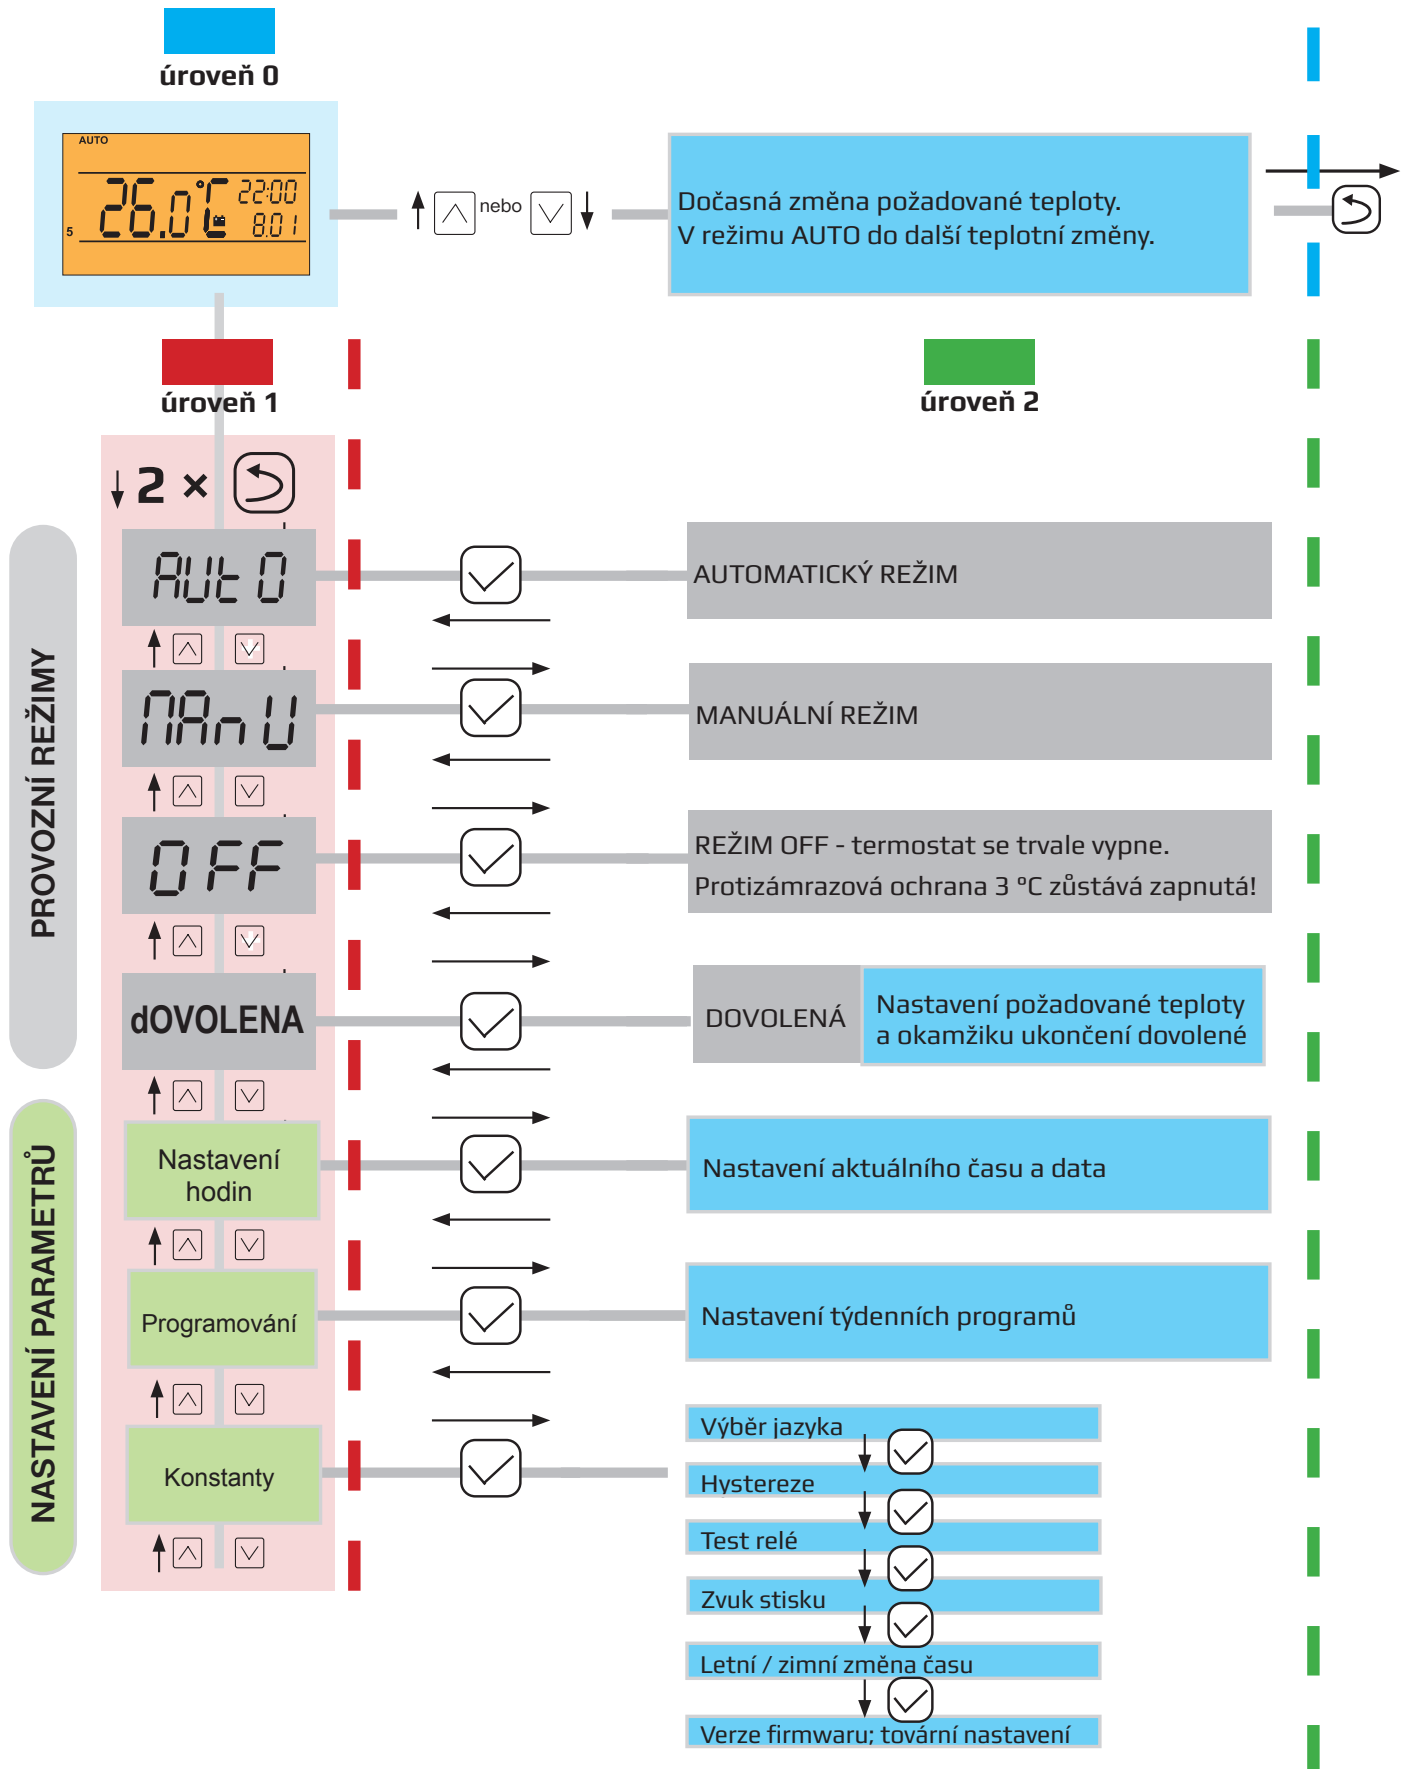 úroveň 0
AUTO
26.0°C 22:00
5 8.01
nebo
Dočasná změna požadované teploty.
V režimu AUTO do další teplotní změny.
úroveň 1
úroveň 2
2 ×
AUtO
AUTOMATICKÝ REŽIM
MAnU
MANUÁLNÍ REŽIM
OFF
REŽIM OFF - termostat se trvale vypne.
Protizámrazová ochrana 3 °C zůstává zapnutá!
dOVOLENA
DOVOLENÁ
Nastavení požadované teploty
a okamžiku ukončení dovolené
PROVOZNÍ REŽIMY
Nastavení
hodin
Nastavení aktuálního času a data
Programování
Nastavení týdenních programů
Konstanty
Výběr jazyka
Hystereze
Test relé
Zvuk stisku
Letní / zimní změna času
Verze firmwaru; tovární nastavení
NASTAVENÍ PARAMETRŮ